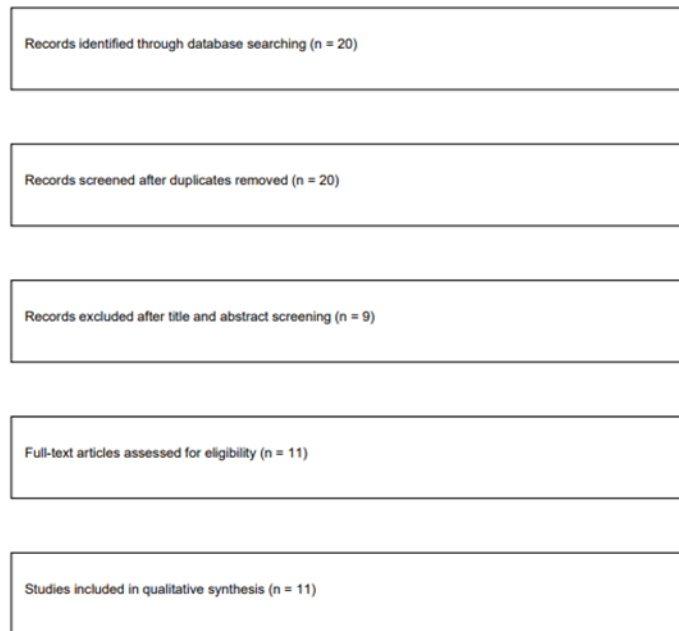 Records identified through database searching (n = 20)
Records screened after duplicates removed (n = 20)
Records excluded after title and abstract screening (n = 9)
Full-text articles assessed for eligibility (n = 11)
Studies included in qualitative synthesis (n = 11)